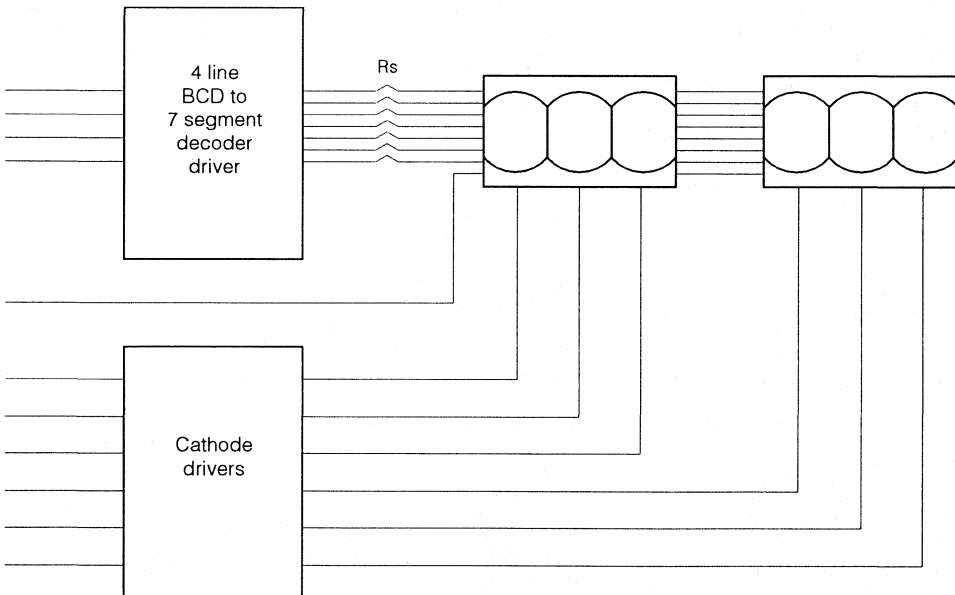 4 line
BCD to
7 segment
decoder
driver
Rs
Cathode
drivers